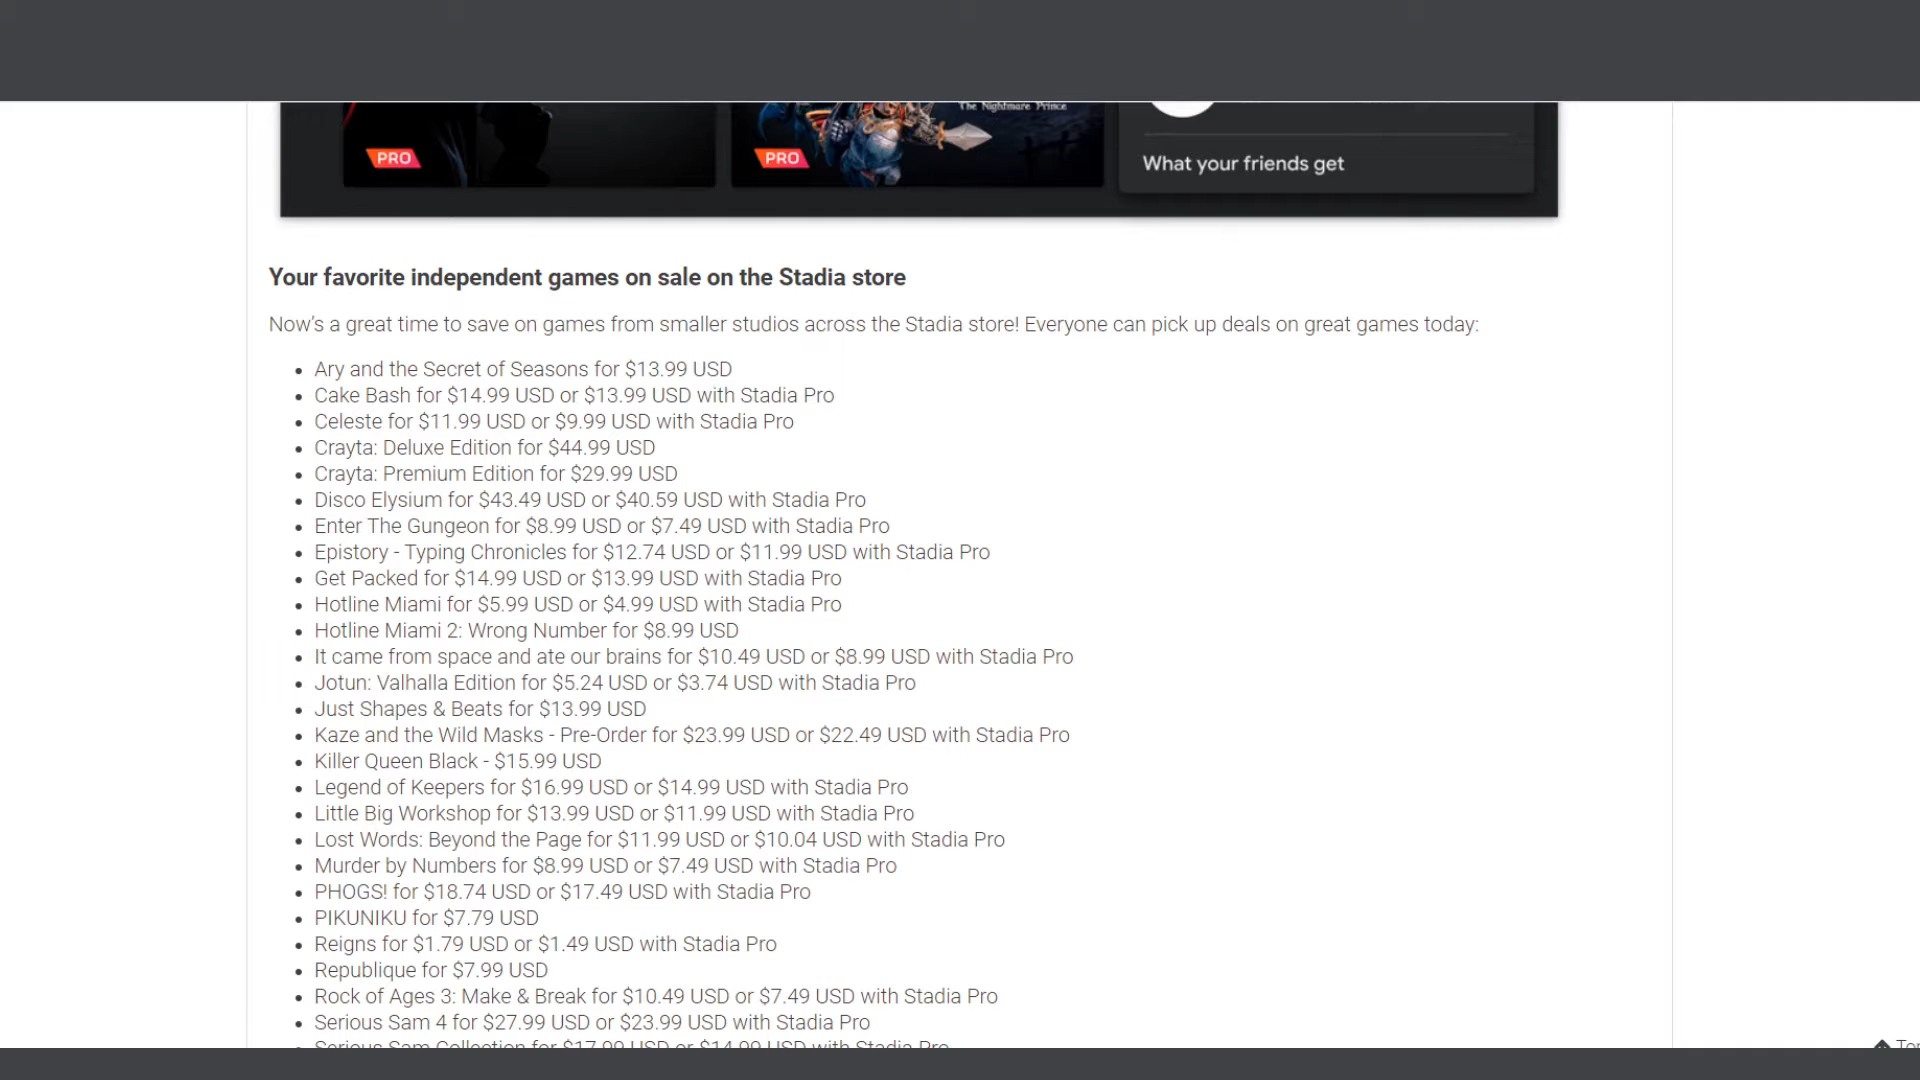 The Nightmare Prince
PRO
PRO
What your friends get
Your favorite independent games on sale on the Stadia store
Now's a great time to save on games from smaller studios across the Stadia store! Everyone can pick up deals on great games today:
• Ary and the Secret of Seasons for $13.99 USD
• Cake Bash for $14.99 USD or $13.99 USD with Stadia Pro
• Celeste for $11.99 USD or $9.99 USD with Stadia Pro
• Crayta: Deluxe Edition for $44.99 USD
• Crayta: Premium Edition for $29.99 USD
• Disco Elysium for $43.49 USD or $40.59 USD with Stadia Pro
• Enter The Gungeon for $8.99 USD or $7.49 USD with Stadia Pro
• Epistory - Typing Chronicles for $12.74 USD or $11.99 USD with Stadia Pro
• Get Packed for $14.99 USD or $13.99 USD with Stadia Pro
• Hotline Miami for $5.99 USD or $4.99 USD with Stadia Pro
• Hotline Miami 2: Wrong Number for $8.99 USD
• It came from space and ate our brains for $10.49 USD or $8.99 USD with Stadia Pro
• Jotun: Valhalla Edition for $5.24 USD or $3.74 USD with Stadia Pro
• Just Shapes & Beats for $13.99 USD
• Kaze and the Wild Masks - Pre-Order for $23.99 USD or $22.49 USD with Stadia Pro
• Killer Queen Black - $15.99 USD
• Legend of Keepers for $16.99 USD or $14.99 USD with Stadia Pro
• Little Big Workshop for $13.99 USD or $11.99 USD with Stadia Pro
• Lost Words: Beyond the Page for $11.99 USD or $10.04 USD with Stadia Pro
• Murder by Numbers for $8.99 USD or $7.49 USD with Stadia Pro
• PHOGS! for $18.74 USD or $17.49 USD with Stadia Pro
• PIKUNIKU for $7.79 USD
• Reigns for $1.79 USD or $1.49 USD with Stadia Pro
• Republique for $7.99 USD
• Rock of Ages 3: Make & Break for $10.49 USD or $7.49 USD with Stadia Pro
• Serious Sam 4 for $27.99 USD or $23.99 USD with Stadia Pro
• Serious Sam Collection for $17.99 USD or $14.99 USD with Stadia Pro